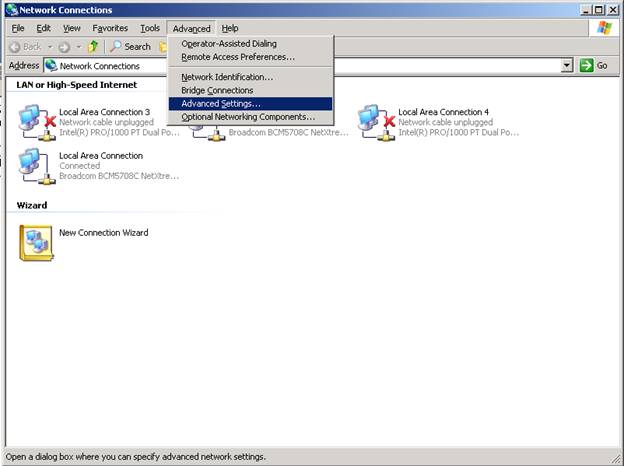 Network Connections
File Edit View Favorites Tools Advanced Help
Back Search
Operator-Assisted Dialing
Remote Access Preferences...
Network Identification...
Bridge Connections
Advanced Settings...
Optional Networking Components...
Address Network Connections Go
LAN or High-Speed Internet
Local Area Connection 3
Network cable unplugged
Intel(R) PRO/1000 PT Dual Po...
Broadcom BCM5708C NetXtre...
Local Area Connection 4
Network cable unplugged
Intel(R) PRO/1000 PT Dual Po...
Local Area Connection
Connected
Broadcom BCM5708C NetXtre...
Wizard
New Connection Wizard
Open a dialog box where you can specify advanced network settings.